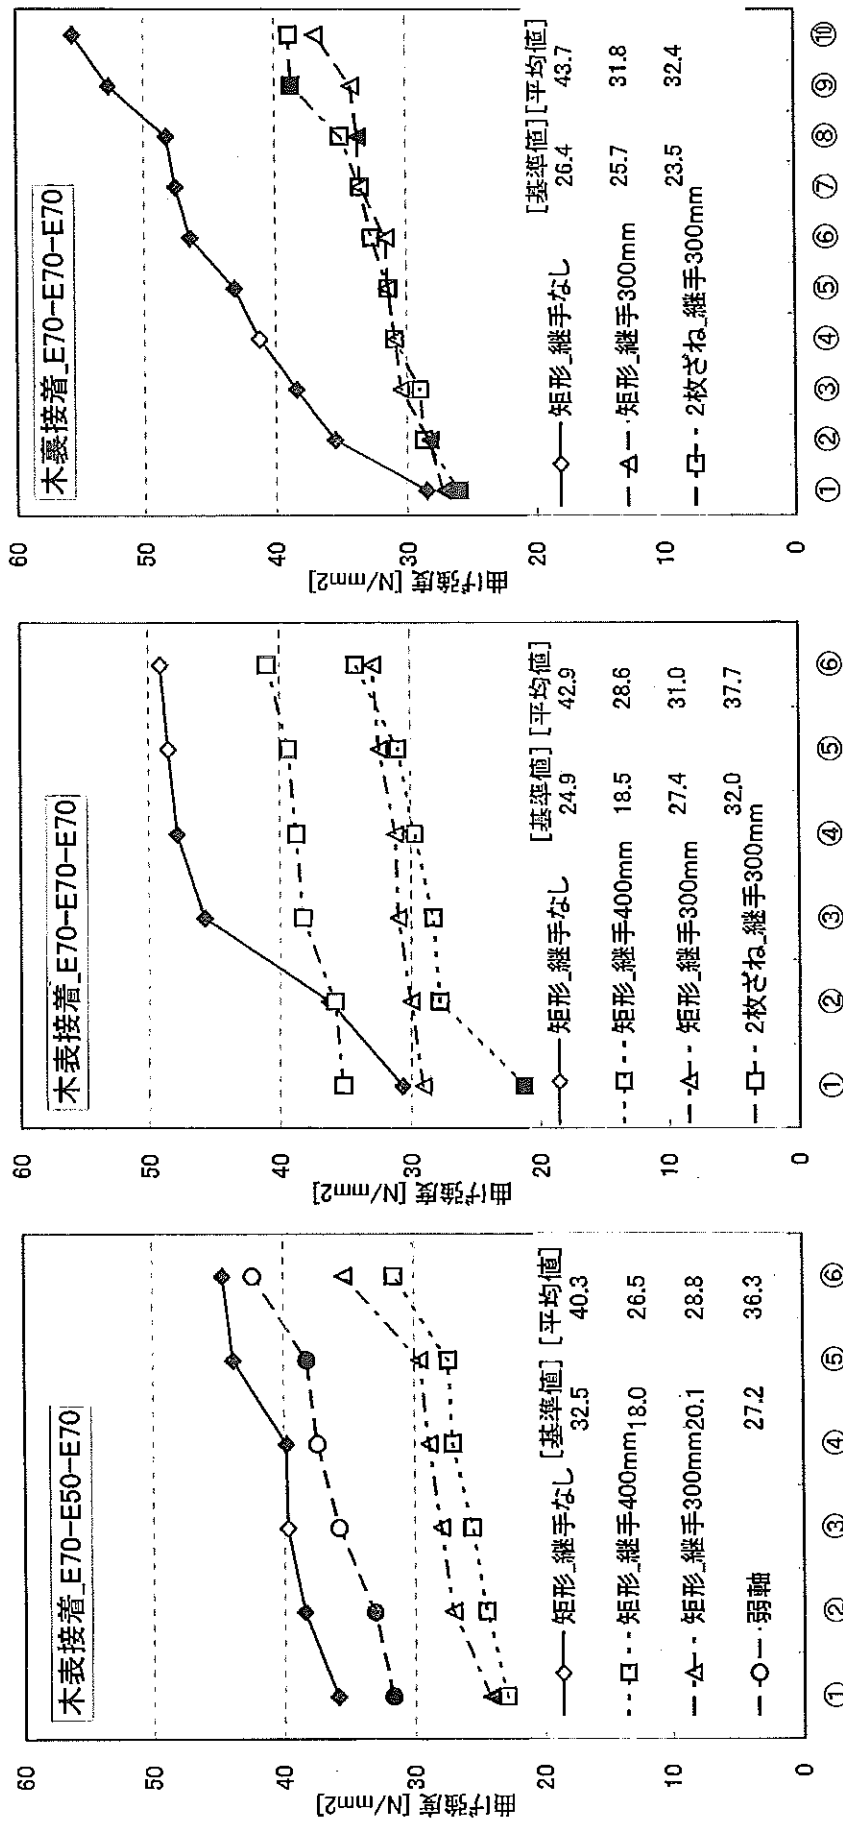 木表接着_E70-E50-E70
曲げ強度 [N/mm2]
60
50
40
30
20
10
0
[基準値] [平均値]
矩形_継手なし 32.5 40.3
矩形_継手400mm 18.0 26.5
矩形_継手300mm 20.1 28.8
弱軸 27.2 36.3
① ② ③ ④ ⑤ ⑥
木表接着_E70-E70-E70
曲げ強度 [N/mm2]
60
50
40
30
20
10
0
[基準値] [平均値]
矩形_継手なし 24.9 42.9
矩形_継手400mm 18.5 28.6
矩形_継手300mm 27.4 31.0
2枚ざね_継手300mm 32.0 37.7
① ② ③ ④ ⑤ ⑥
木裏接着_E70-E70-E70
曲げ強度 [N/mm2]
60
50
40
30
20
10
0
[基準値] [平均値]
矩形_継手なし 26.4 43.7
矩形_継手300mm 25.7 31.8
2枚ざね_継手300mm 23.5 32.4
① ② ③ ④ ⑤ ⑥ ⑦ ⑧ ⑨ ⑩